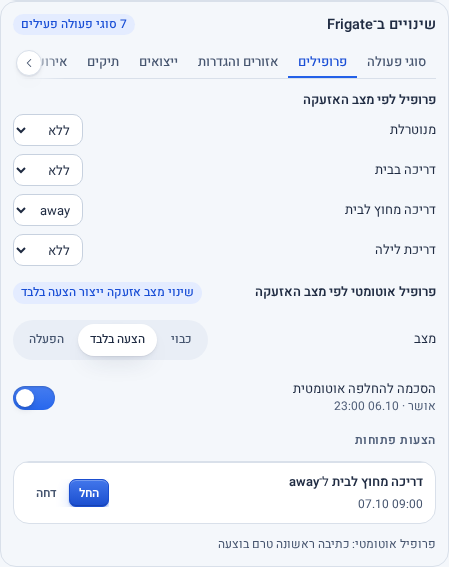 שינויים ב־Frigate
7 סוגי פעולה פעילים
סוגי פעולה
פרופילים
אזורים והגדרות
ייצואים
תיקים
פרופיל לפי מצב האזעקה
מנוטרלת
ללא
דריכה בבית
ללא
דריכה מחוץ לבית
away
דריכת לילה
ללא
פרופיל אוטומטי לפי מצב האזעקה
שינוי מצב אזעקה ייצור הצעה בלבד
מצב
כבוי
הצעה בלבד
הפעלה
הסכמה להחלפה אוטומטית
אושר · 06.10 23:00
הצעות פתוחות
דריכה מחוץ לבית ל־away
07.10 09:00
החל
דחה
פרופיל אוטומטי: כתיבה ראשונה טרם בוצעה